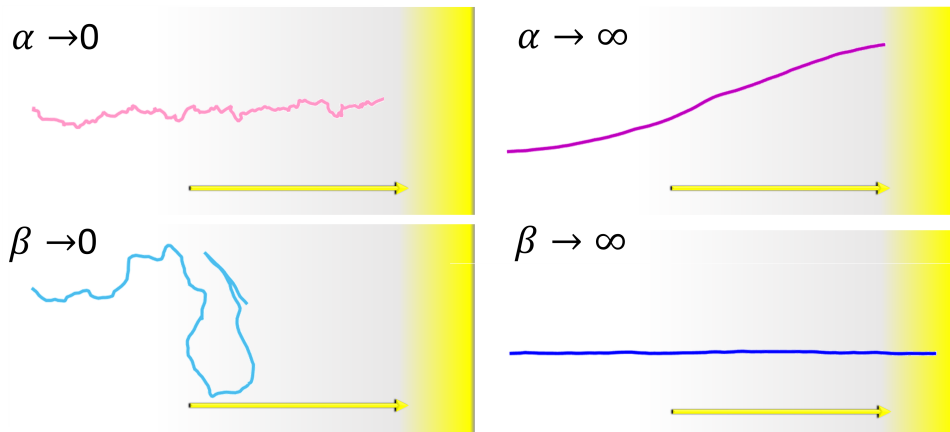 α →0
α → ∞
β →0
β → ∞